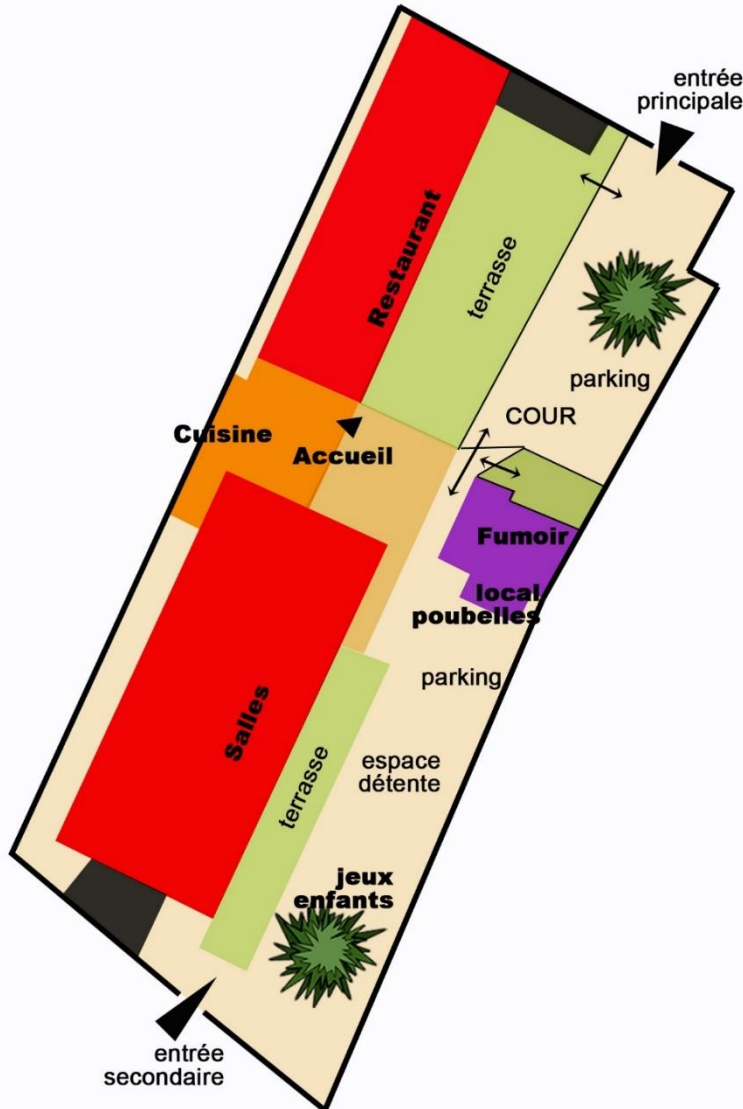 entrée
principale
Restaurant
terrasse
parking
COUR
Cuisine
Accueil
Fumoir
local
poubelles
parking
Salles
terrasse
espace
détente
jeux
enfants
entrée
secondaire